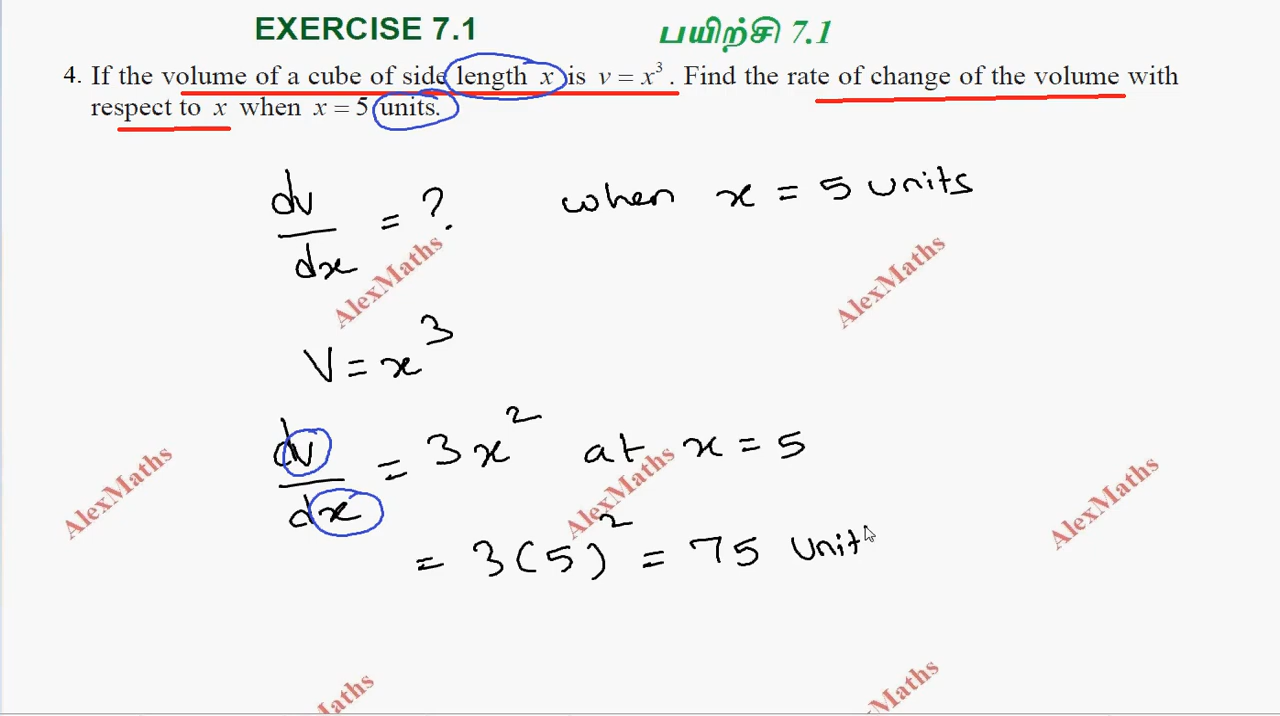 EXERCISE 7.1 பயிற்சி 7.1
4. If the volume of a cube of side length x is v = x³. Find the rate of change of the volume with
respect to x when x = 5 units.
dv/dx = ? when x = 5 units
AlexMaths AlexMaths
V = x³
dv/dx = 3x² at x = 5
AlexMaths AlexMaths AlexMaths
= 3(5)² = 75 unit
AlexMaths AlexMaths